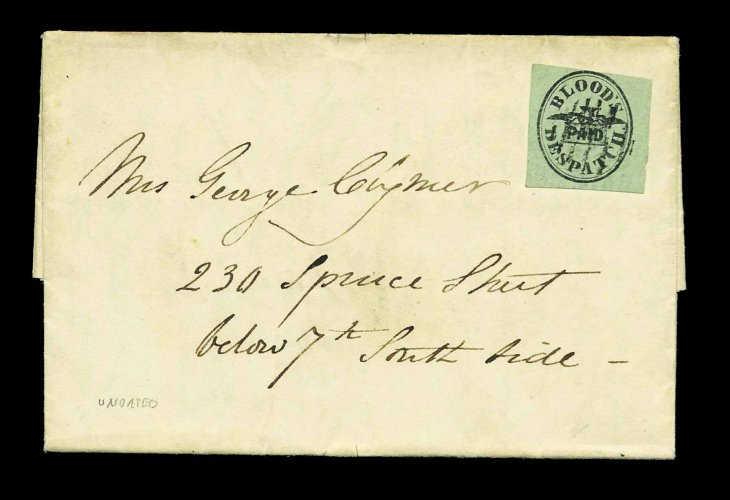 BLOOD'S
PAID
DESPATCH
Mrs George Clymer
230 Spruce Street
below 7th South side –
UNDATED